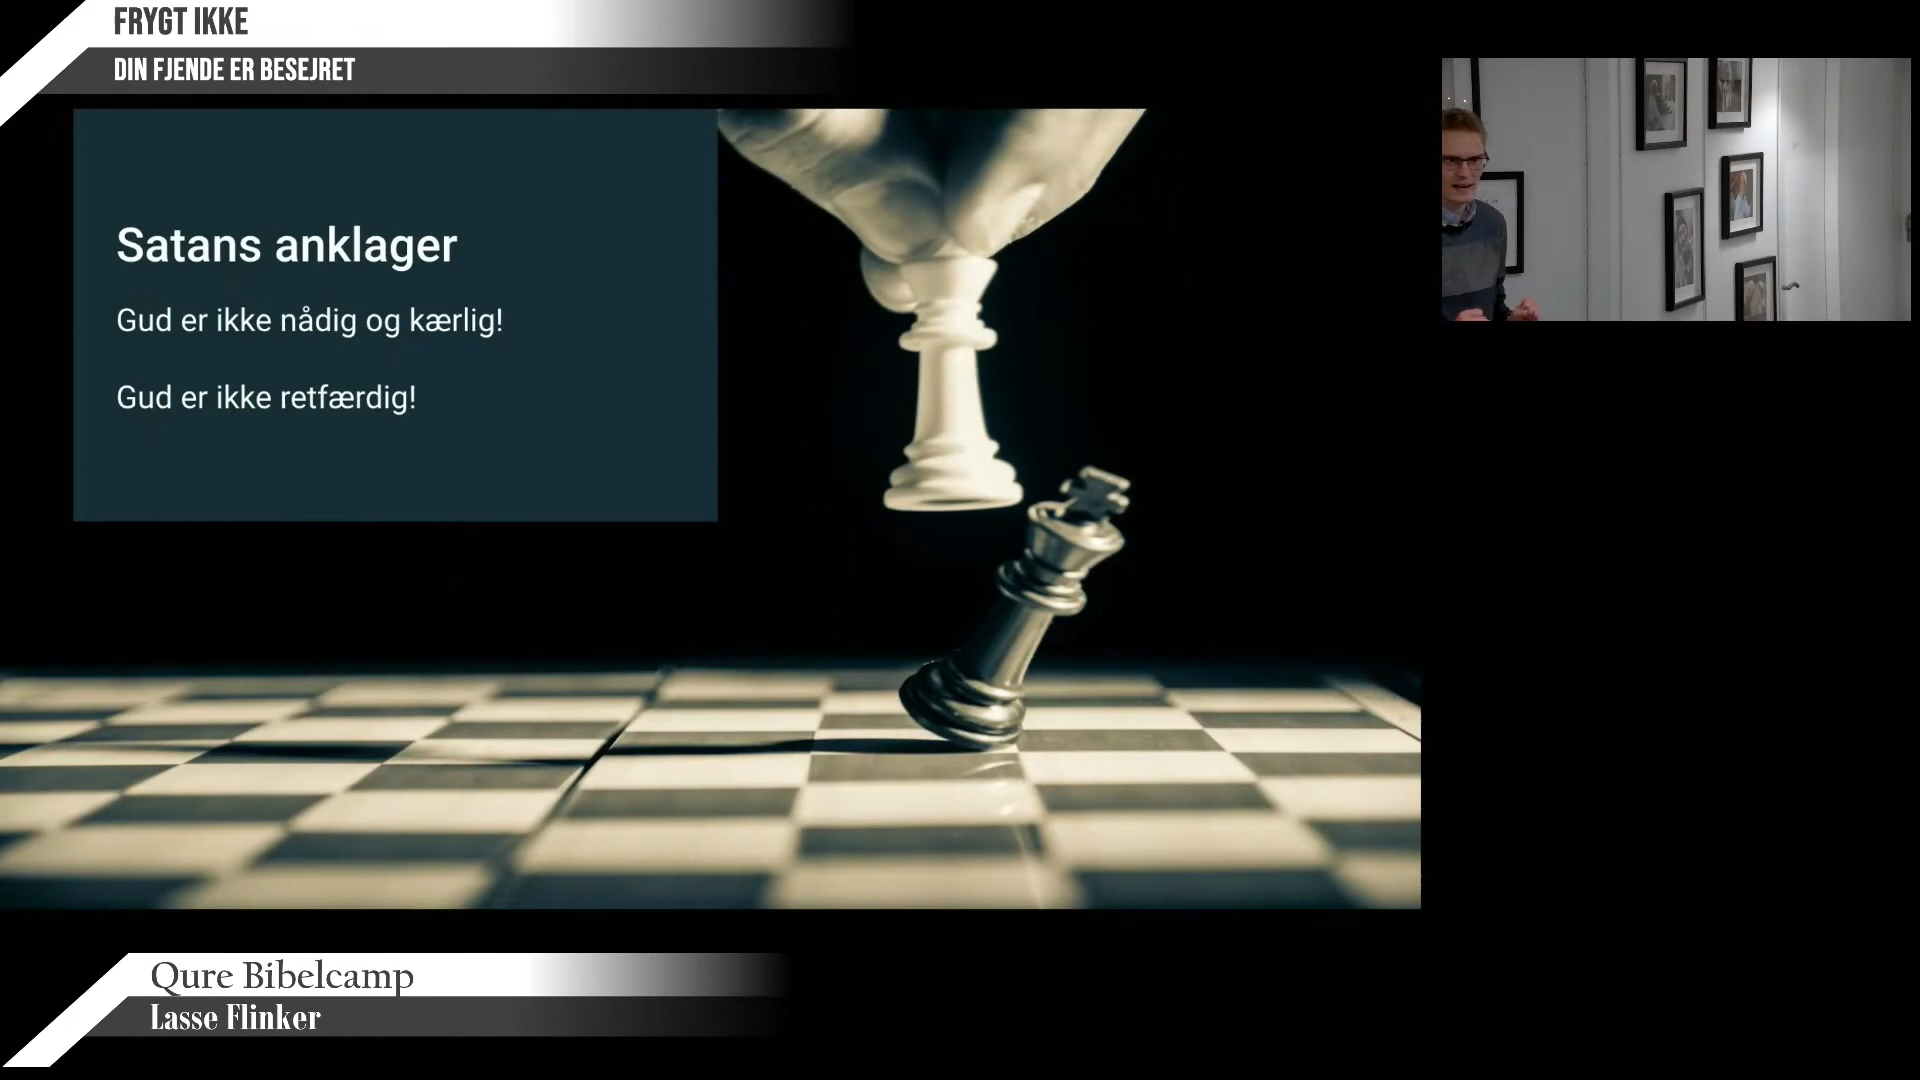 FRYGT IKKE
DIN FJENDE ER BESEJRET
Satans anklager
Gud er ikke nådig og kærlig!
Gud er ikke retfærdig!
Qure Bibelcamp
Lasse Flinker